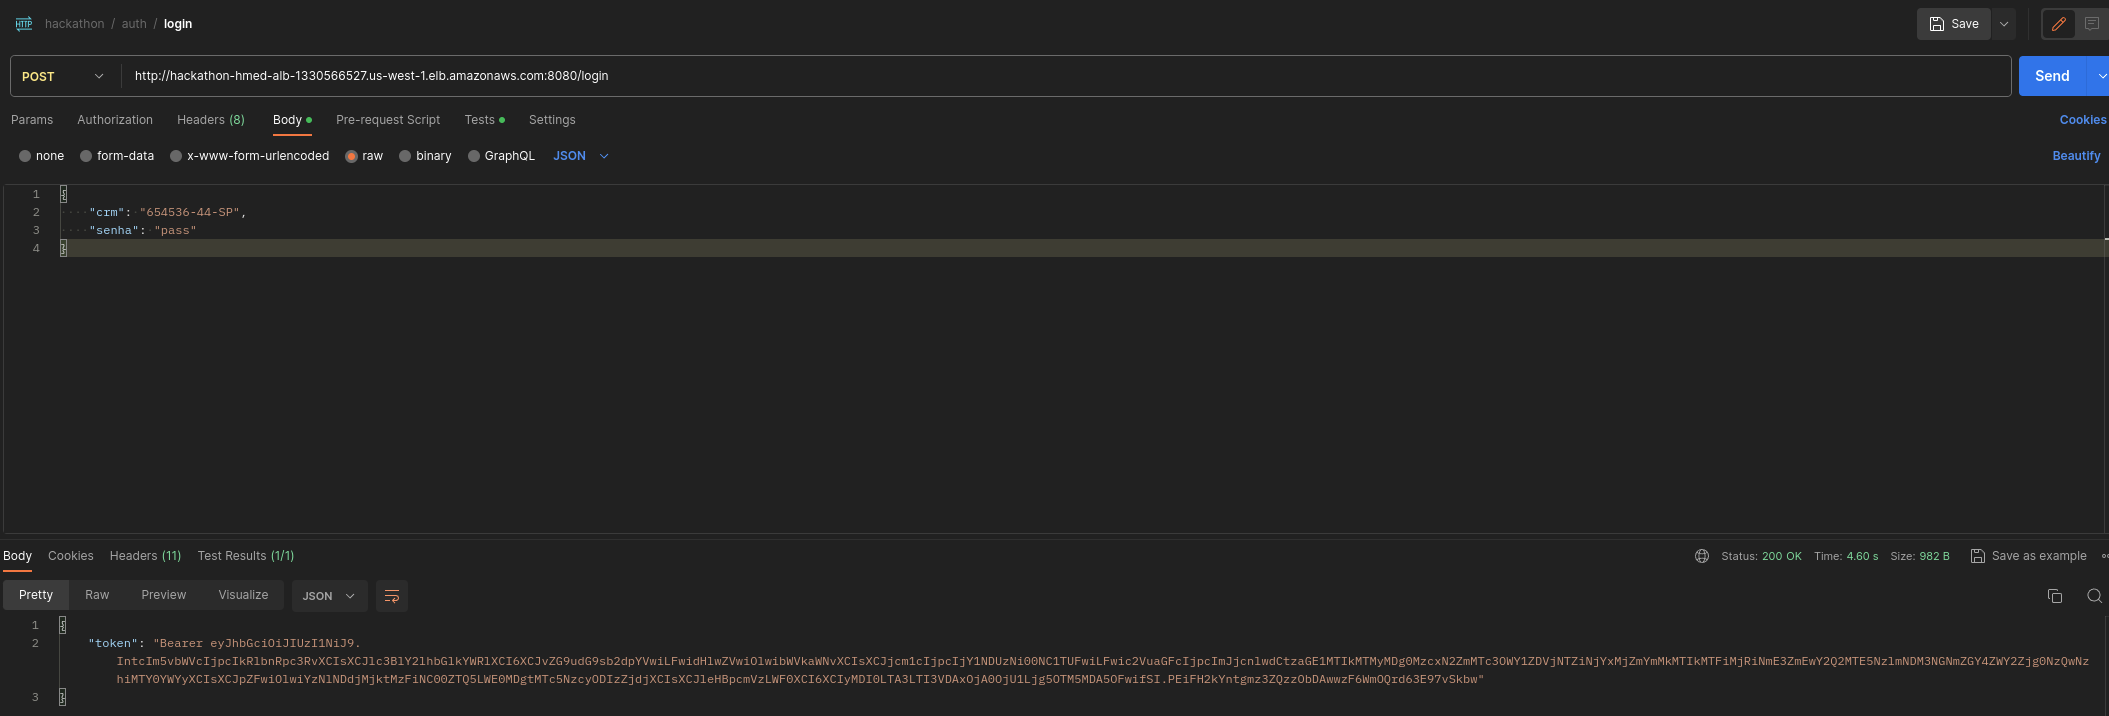 HTTP hackathon / auth / login
Save
POST http://hackathon-hmed-alb-1330566527.us-west-1.elb.amazonaws.com:8080/login
Send
Params Authorization Headers (8) Body Pre-request Script Tests Settings
Cookies
none form-data x-www-form-urlencoded raw binary GraphQL JSON
Beautify
1 {
2 "crm": "654536-44-SP",
3 "senha": "pass"
4 }
Body Cookies Headers (11) Test Results (1/1)
Status: 200 OK Time: 4.60 s Size: 982 B Save as example
Pretty Raw Preview Visualize JSON
1 {
2 "token": "Bearer eyJhbGciOiJIUzI1NiJ9.
3 }